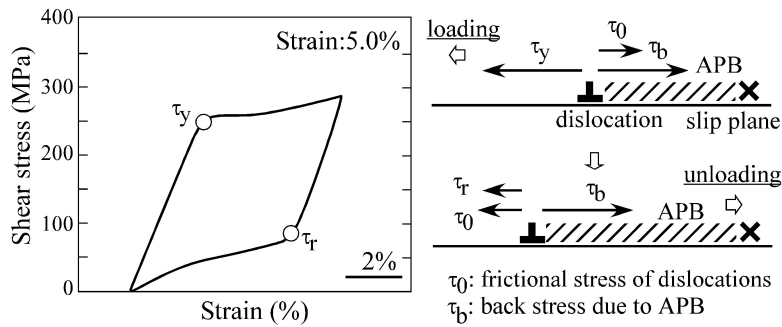 Shear stress (MPa)
400
300
200
100
0
Strain:5.0%
τy
τr
2%
Strain (%)
loading
τ0
τy
τb
APB
dislocation
slip plane
unloading
τr
τb
APB
τ0
τ0: frictional stress of dislocations
τb: back stress due to APB